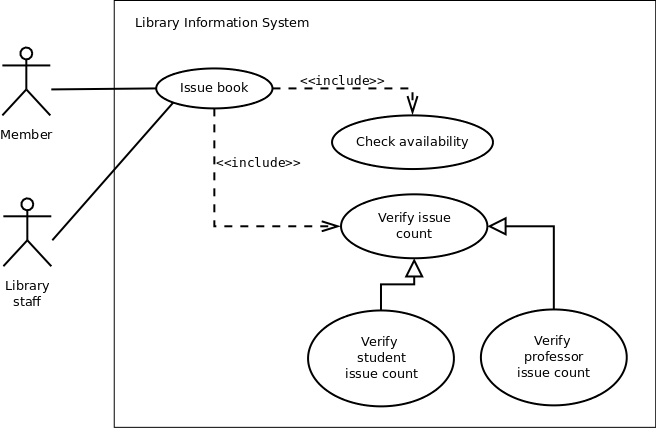 Library Information System
Issue book
<<include>>
Check availability
Member
<<include>>
Verify issue
count
Library
staff
Verify
student
issue count
Verify
professor
issue count